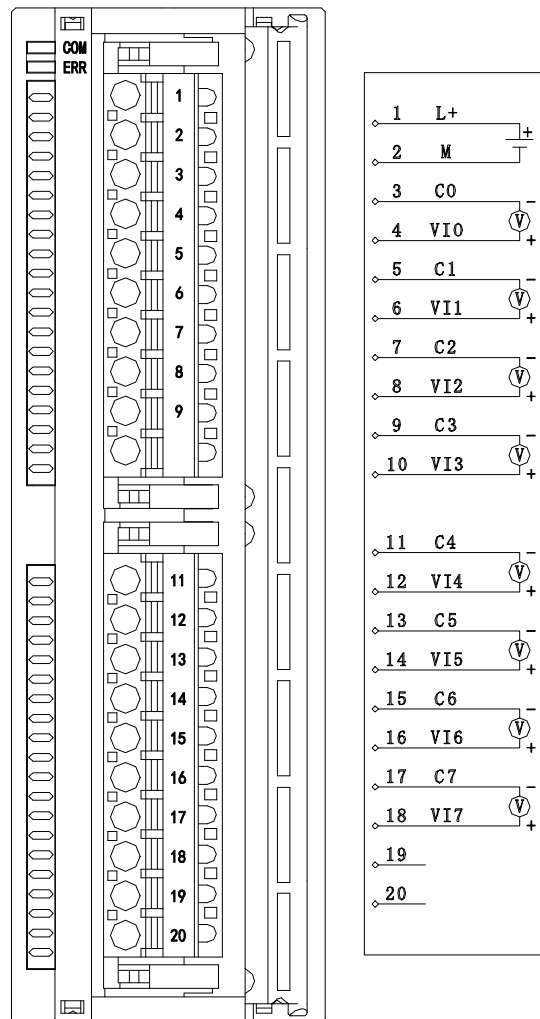 COM
ERR
1
2
3
4
5
6
7
8
9
11
12
13
14
15
16
17
18
19
20
1 L+
+
2 M
3 C0 −
V
4 VI0 +
5 C1 −
V
6 VI1 +
7 C2 −
V
8 VI2 +
9 C3 −
V
10 VI3 +
11 C4 −
V
12 VI4 +
13 C5 −
V
14 VI5 +
15 C6 −
V
16 VI6 +
17 C7 −
V
18 VI7 +
19
20